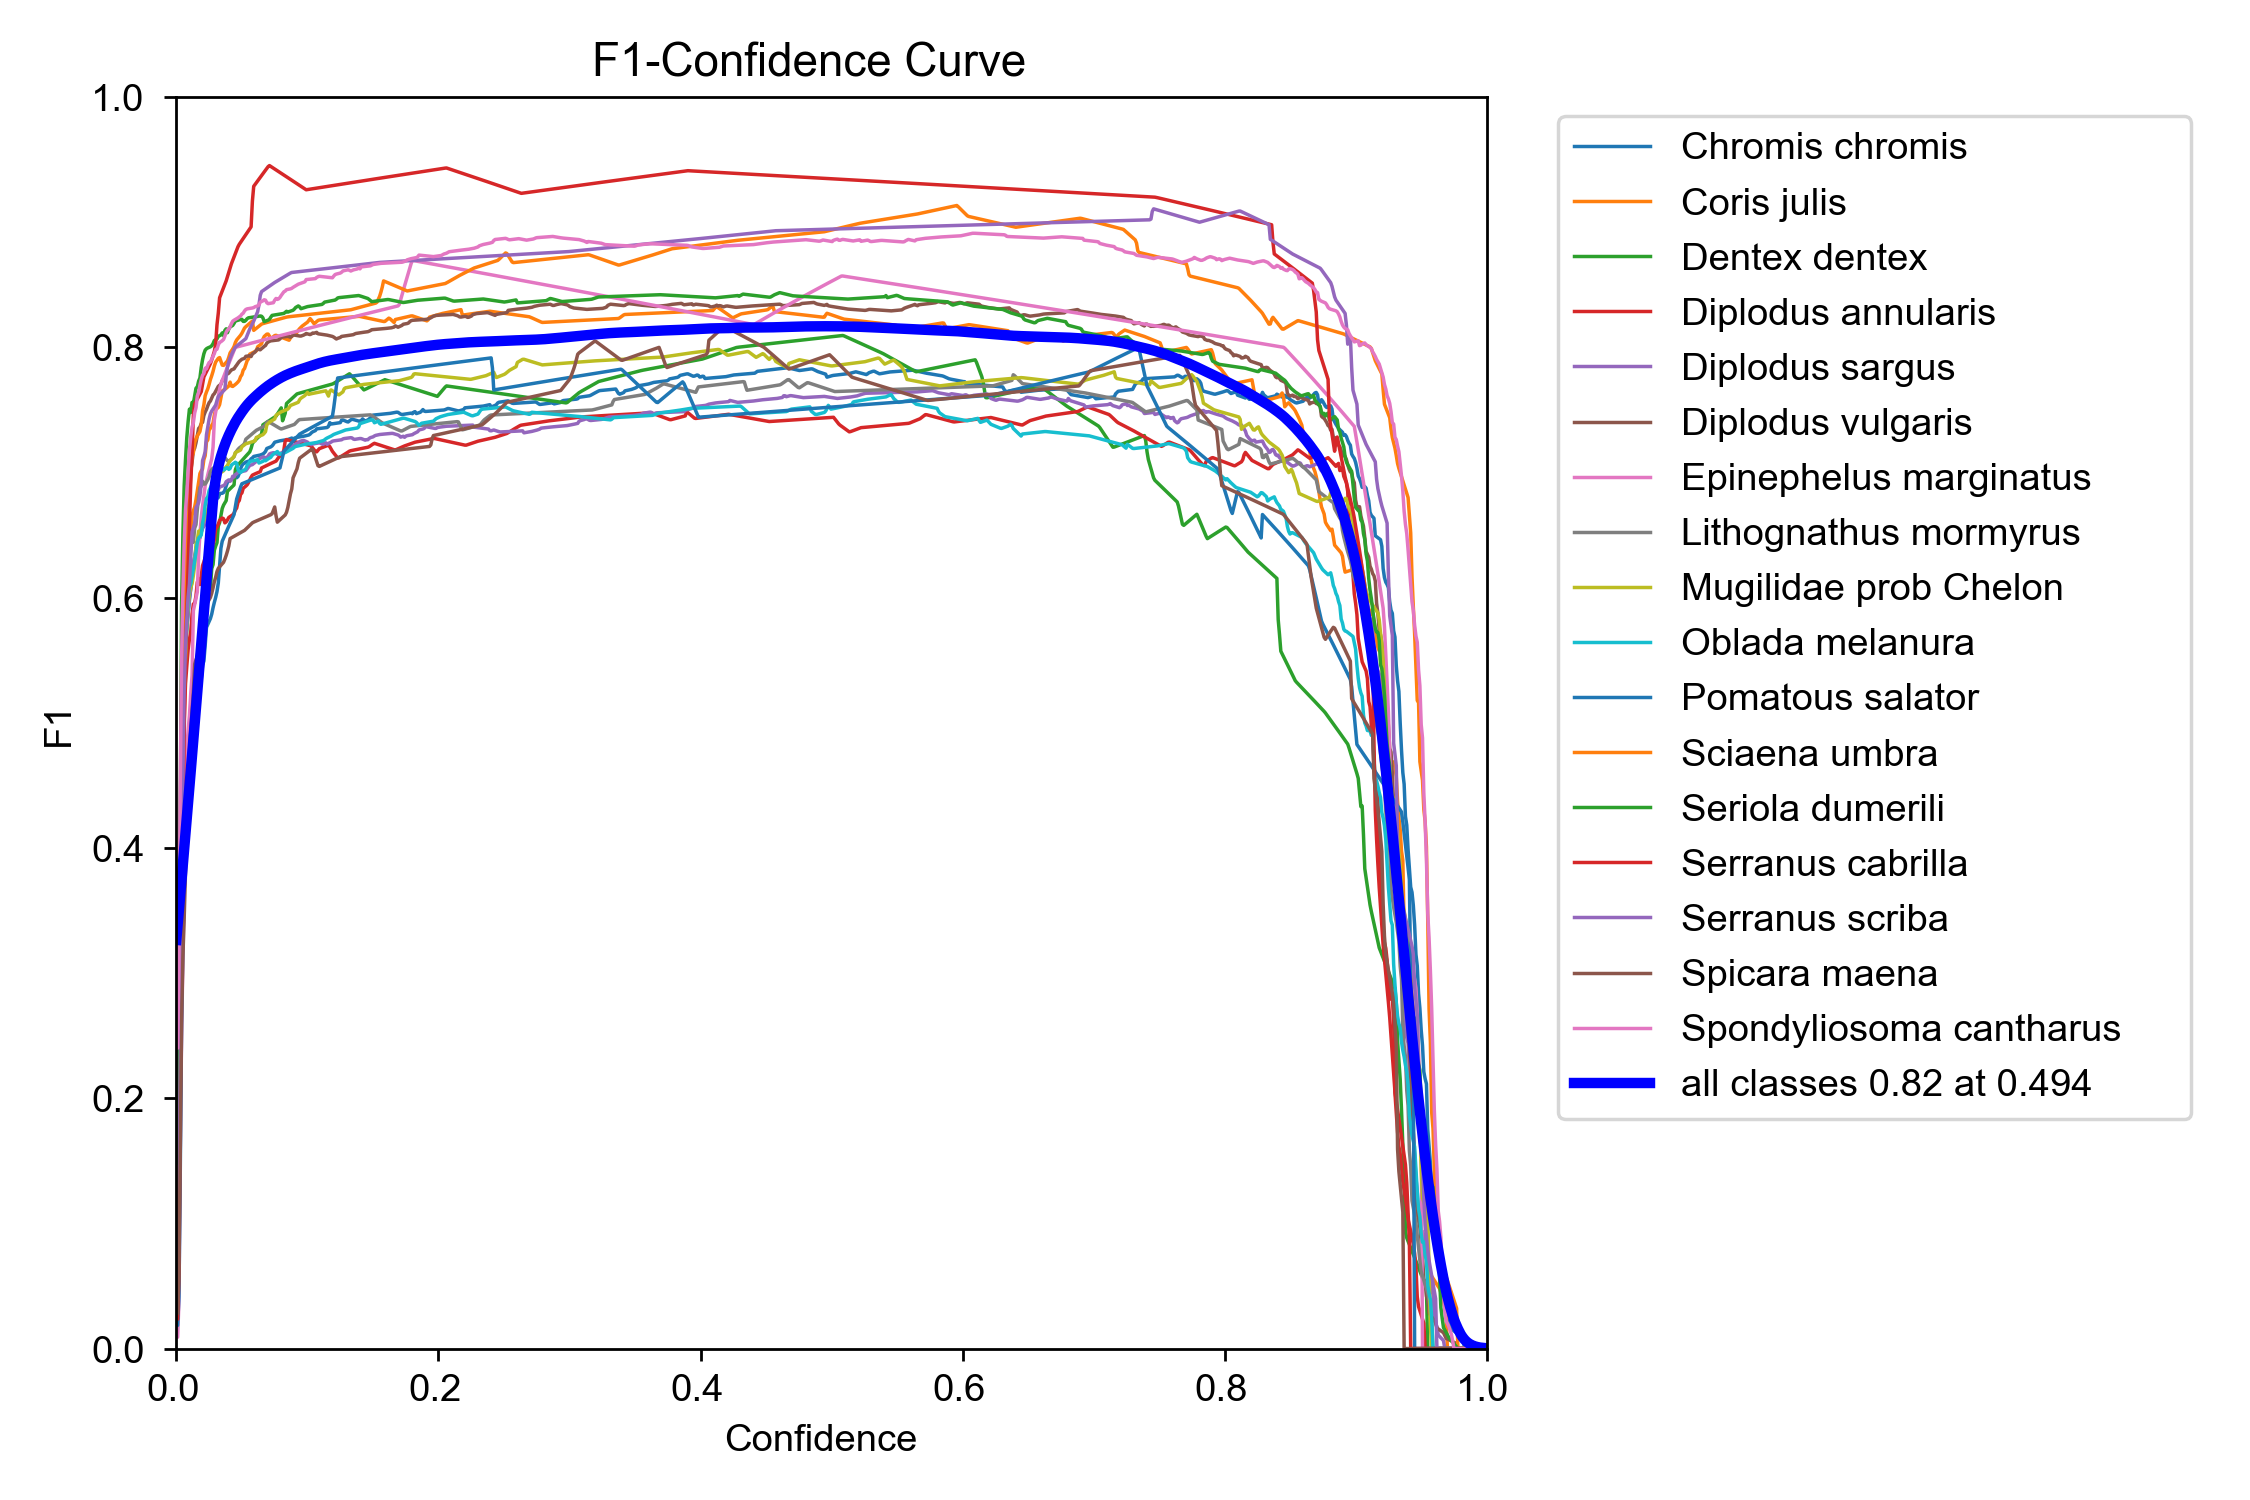 F1-Confidence Curve
1.0
0.8
0.6
0.4
0.2
0.0
F1
0.0 0.2 0.4 0.6 0.8 1.0
Confidence
Chromis chromis
Coris julis
Dentex dentex
Diplodus annularis
Diplodus sargus
Diplodus vulgaris
Epinephelus marginatus
Lithognathus mormyrus
Mugilidae prob Chelon
Oblada melanura
Pomatous salator
Sciaena umbra
Seriola dumerili
Serranus cabrilla
Serranus scriba
Spicara maena
Spondyliosoma cantharus
all classes 0.82 at 0.494